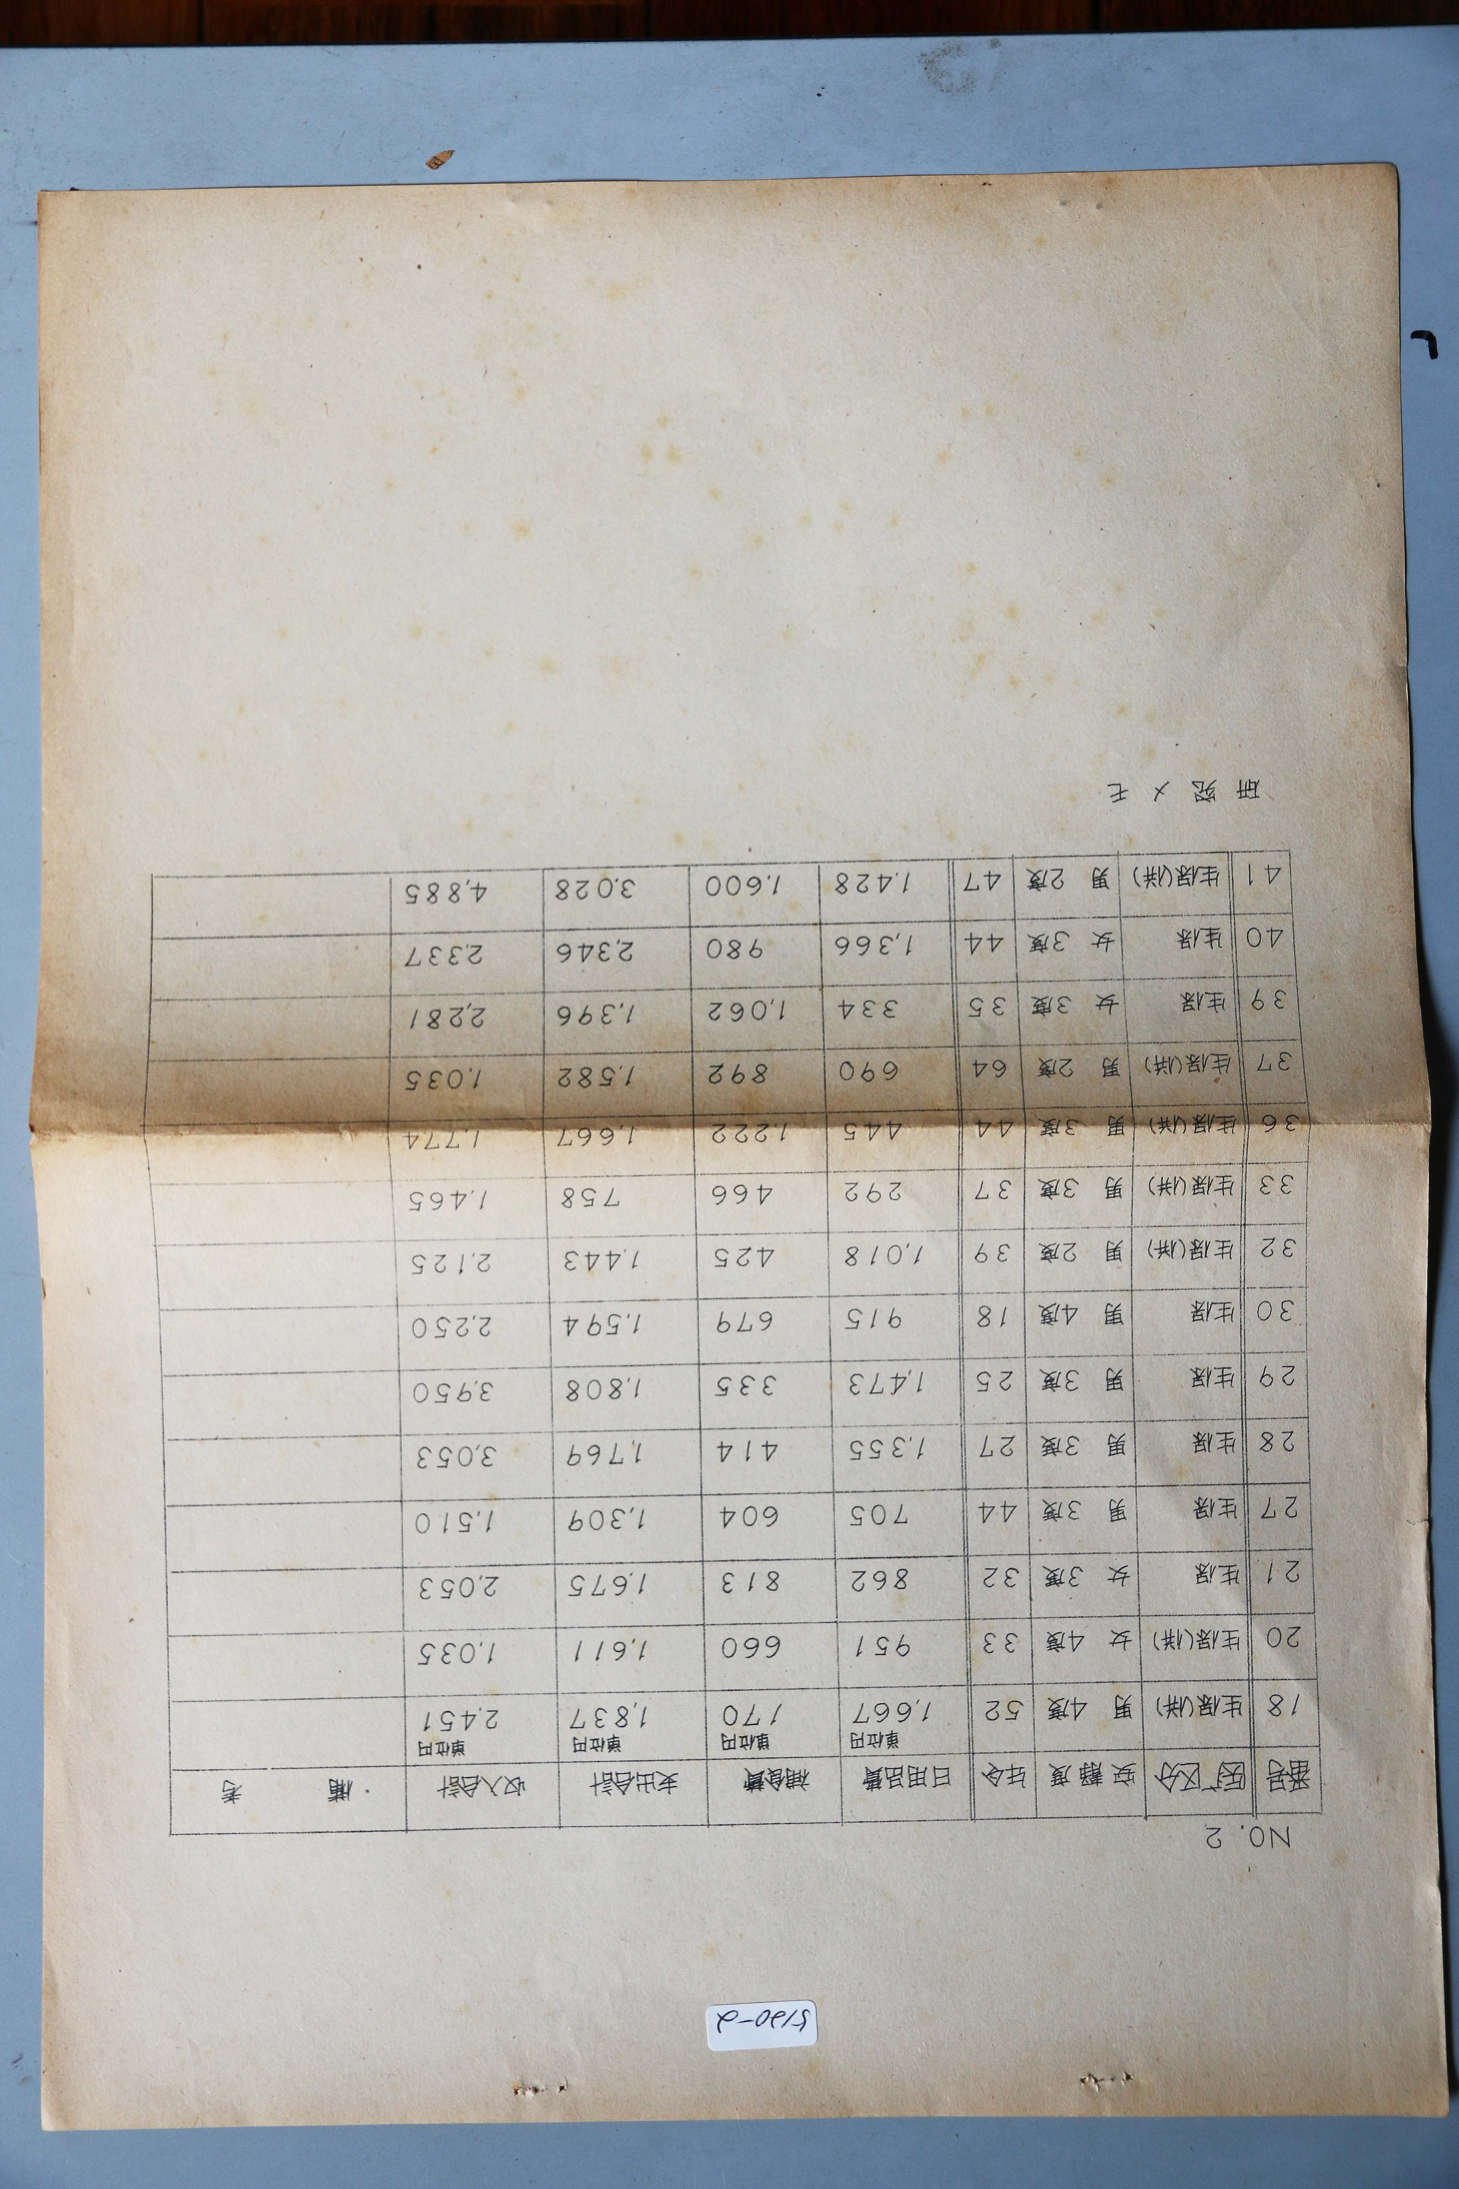 5120-2
NO. 2
番号 医疒区分 安静度 年令 日用品費 補食費 支出合計 収入合計 備考
単位円 単位円 単位円 単位円
18 生保(併) 男 4度 52 1,667 170 1,837 2,451
20 生保(併) 女 4度 33 951 660 1,611 1,035
21 生保 女 3度 32 862 813 1,675 2,053
27 生保 男 3度 44 705 604 1,309 1,510
28 生保 男 3度 27 1,355 414 1,769 3,053
29 生保 男 3度 25 1,473 335 1,808 3,950
30 生保 男 4度 18 915 679 1,594 2,250
32 生保(併) 男 2度 39 1,018 425 1,443 2,125
33 生保(併) 男 3度 37 292 466 758 1,465
36 生保(併) 男 3度 44 445 1,222 1,667 1,774
37 生保(併) 男 2度 64 690 892 1,582 1,035
39 生保 女 3度 35 334 1,062 1,396 2,281
40 生保 女 3度 44 1,366 980 2,346 2,337
41 生保(併) 男 2度 47 1,428 1,600 3,028 4,885
研究メモ